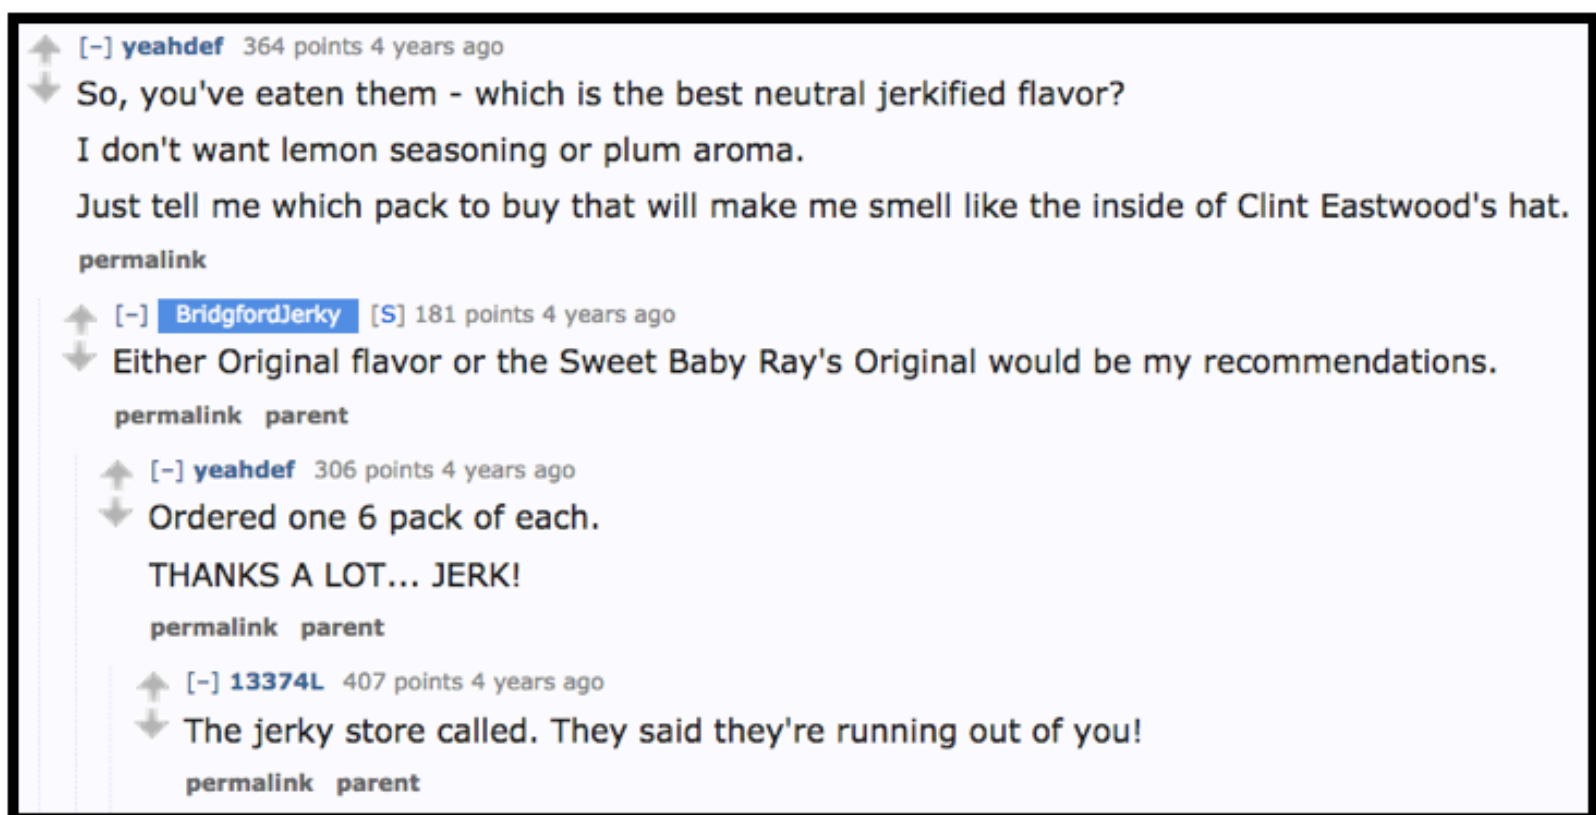 [–] yeahdef 364 points 4 years ago
So, you've eaten them - which is the best neutral jerkified flavor?
I don't want lemon seasoning or plum aroma.
Just tell me which pack to buy that will make me smell like the inside of Clint Eastwood's hat.
permalink
[–] BridgfordJerky [S] 181 points 4 years ago
Either Original flavor or the Sweet Baby Ray's Original would be my recommendations.
permalink parent
[–] yeahdef 306 points 4 years ago
Ordered one 6 pack of each.
THANKS A LOT... JERK!
permalink parent
[–] 13374L 407 points 4 years ago
The jerky store called. They said they're running out of you!
permalink parent